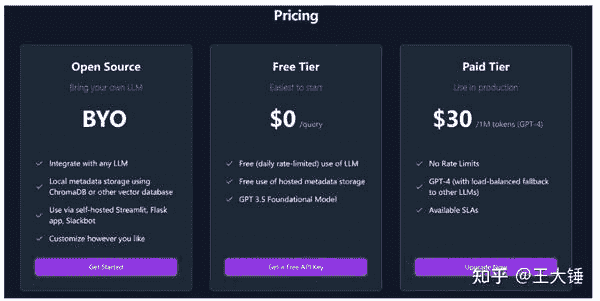 Pricing
Open Source
Bring your own LLM
BYO
Integrate with any LLM
Local metadata storage using
ChromaDB or other vector database
Use via self-hosted Streamlit, Flask
app, Slackbot
Customize however you like
Get Started
Free Tier
Easiest to start
$0 /query
Free (daily rate-limited) use of LLM
Free use of hosted metadata storage
GPT 3.5 Foundational Model
Get a Free API Key
Paid Tier
Use in production
$30 /1M tokens (GPT-4)
No Rate Limits
GPT-4 (with load-balanced fallback
to other LLMs)
Available SLAs
Upgrade Now
知乎 @王大锤